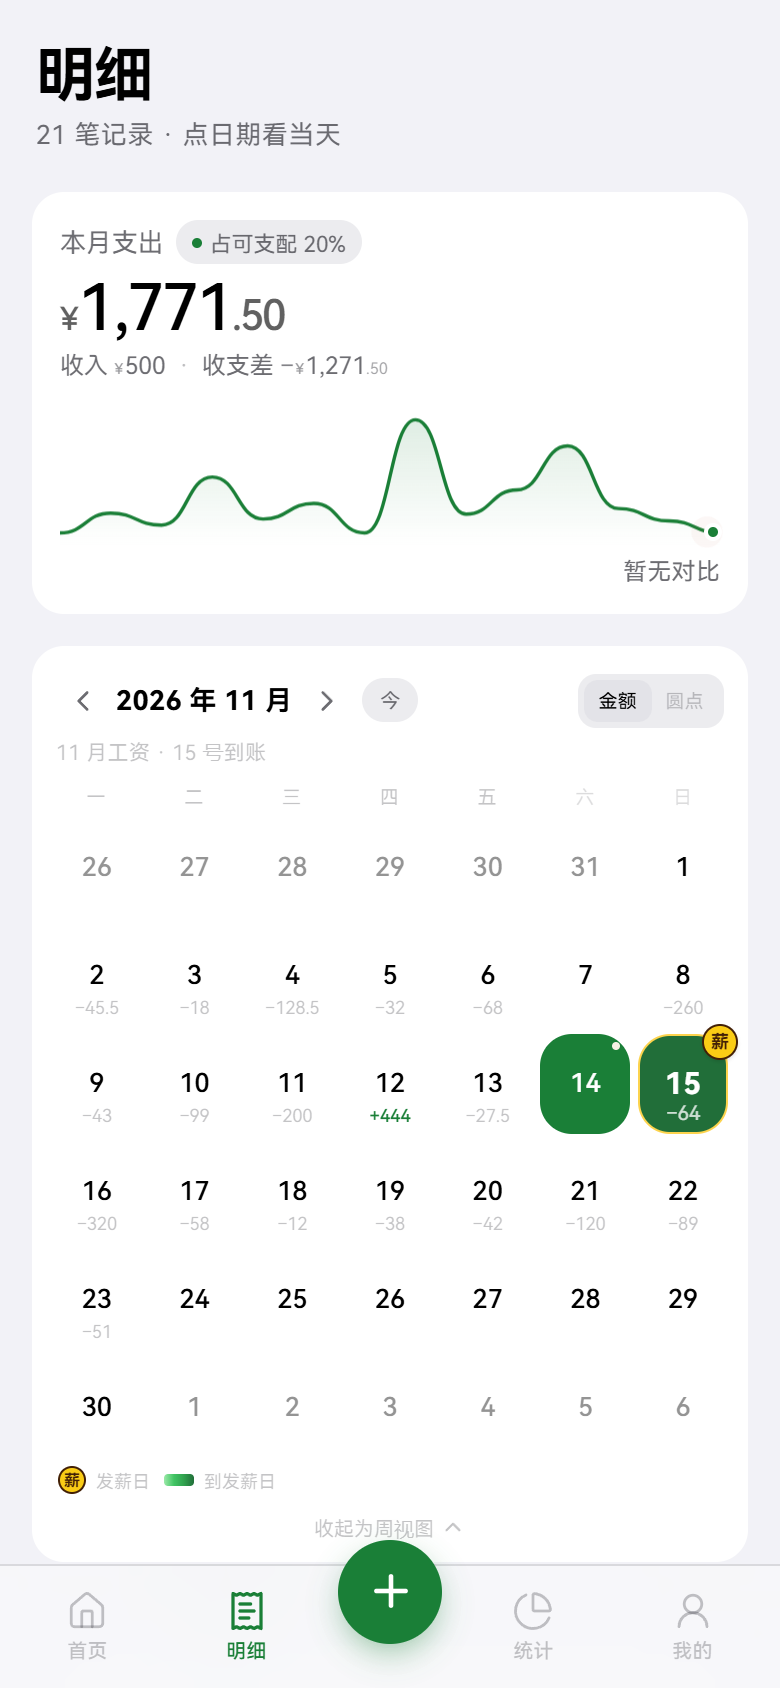 明细
21 笔记录 · 点日期看当天
本月支出 占可支配 20%
¥1,771.50
收入 ¥500 · 收支差 −¥1,271.50
暂无对比
2026 年 11 月 今 金额 圆点
11 月工资 · 15 号到账
一 二 三 四 五 六 日
26 27 28 29 30 31 1
2 3 4 5 6 7 8
−45.5 −18 −128.5 −32 −68 −260
薪
9 10 11 12 13 14 15
−43 −99 −200 +444 −27.5 −64
16 17 18 19 20 21 22
−320 −58 −12 −38 −42 −120 −89
23 24 25 26 27 28 29
−51
30 1 2 3 4 5 6
薪 发薪日 到发薪日
收起为周视图
首页 明细 统计 我的